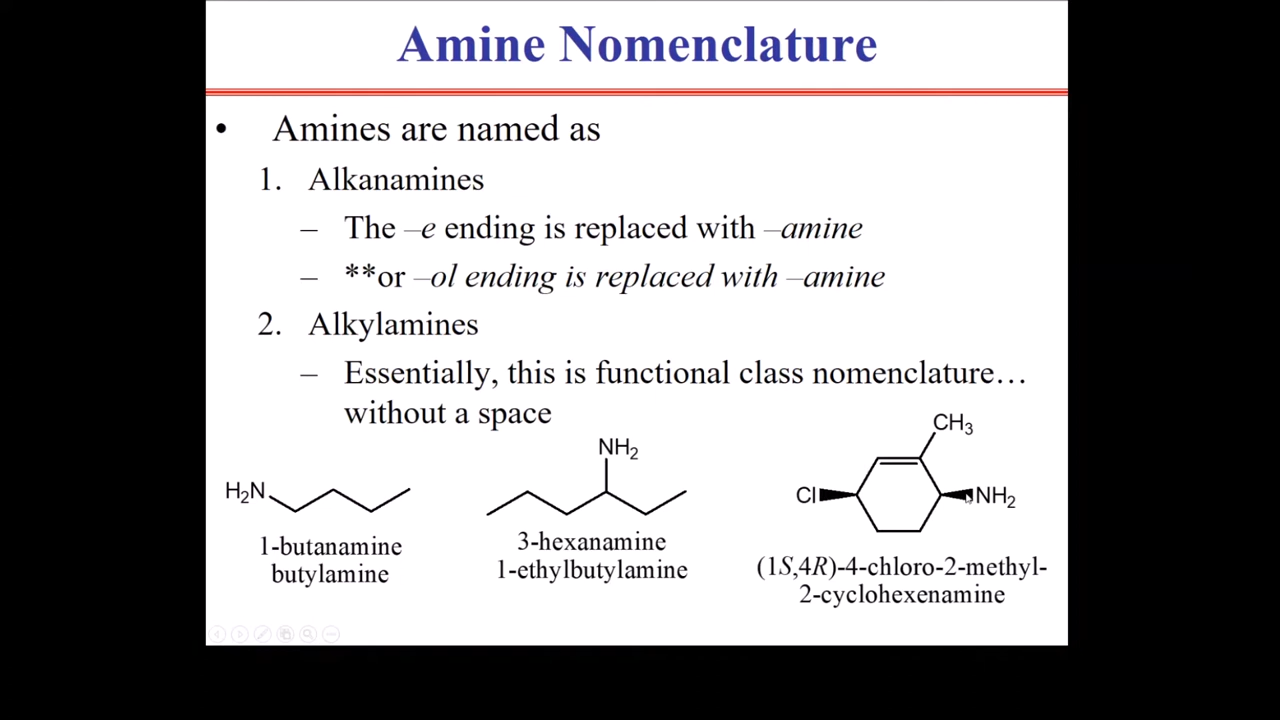 Amine Nomenclature
• Amines are named as
1. Alkanamines
– The –e ending is replaced with –amine
– **or –ol ending is replaced with –amine
2. Alkylamines
– Essentially, this is functional class nomenclature…
without a space
H₂N
1-butanamine
butylamine
NH₂
3-hexanamine
1-ethylbutylamine
CH₃
Cl NH₂
(1S,4R)-4-chloro-2-methyl-
2-cyclohexenamine